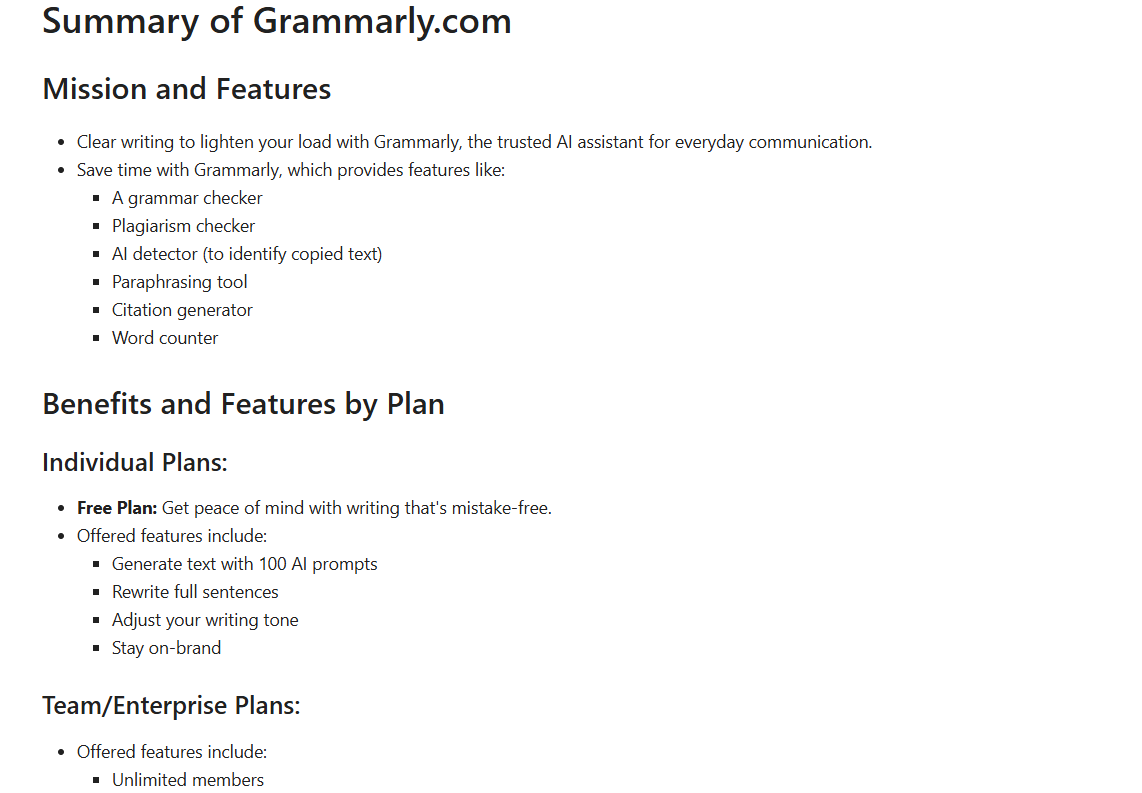 Summary of Grammarly.com
Mission and Features
Clear writing to lighten your load with Grammarly, the trusted AI assistant for everyday communication.
Save time with Grammarly, which provides features like:
A grammar checker
Plagiarism checker
AI detector (to identify copied text)
Paraphrasing tool
Citation generator
Word counter
Benefits and Features by Plan
Individual Plans:
Free Plan: Get peace of mind with writing that's mistake-free.
Offered features include:
Generate text with 100 AI prompts
Rewrite full sentences
Adjust your writing tone
Stay on-brand
Team/Enterprise Plans:
Offered features include:
Unlimited members